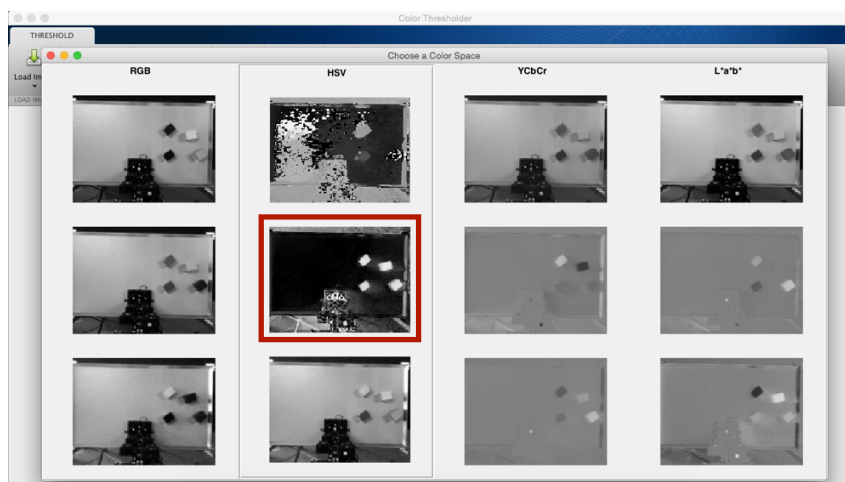 Color Thresholder
THRESHOLD
Choose a Color Space
Load Im
LOAD IM
RGB
HSV
YCbCr
L*a*b*